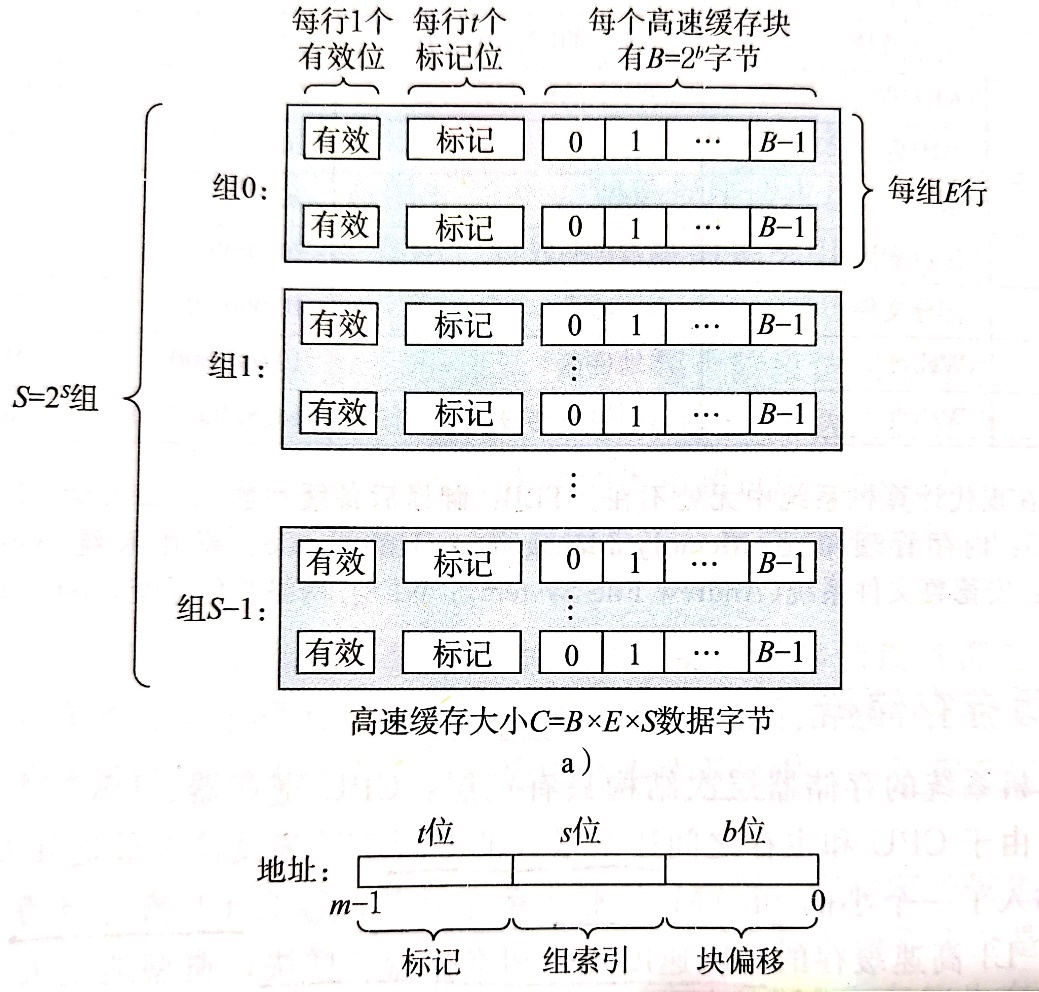 每行1个 每行t个 每个高速缓存块
有效位 标记位 有B=2ᵇ字节
有效 标记 0 1 … B−1
组0: 每组E行
有效 标记 0 1 … B−1
有效 标记 0 1 … B−1
组1: ⋮
有效 标记 0 1 … B−1
S=2ˢ组
⋮
有效 标记 0 1 … B−1
组S−1: ⋮
有效 标记 0 1 … B−1
高速缓存大小C=B×E×S数据字节
a)
t位 s位 b位
地址:
m−1 0
标记 组索引 块偏移